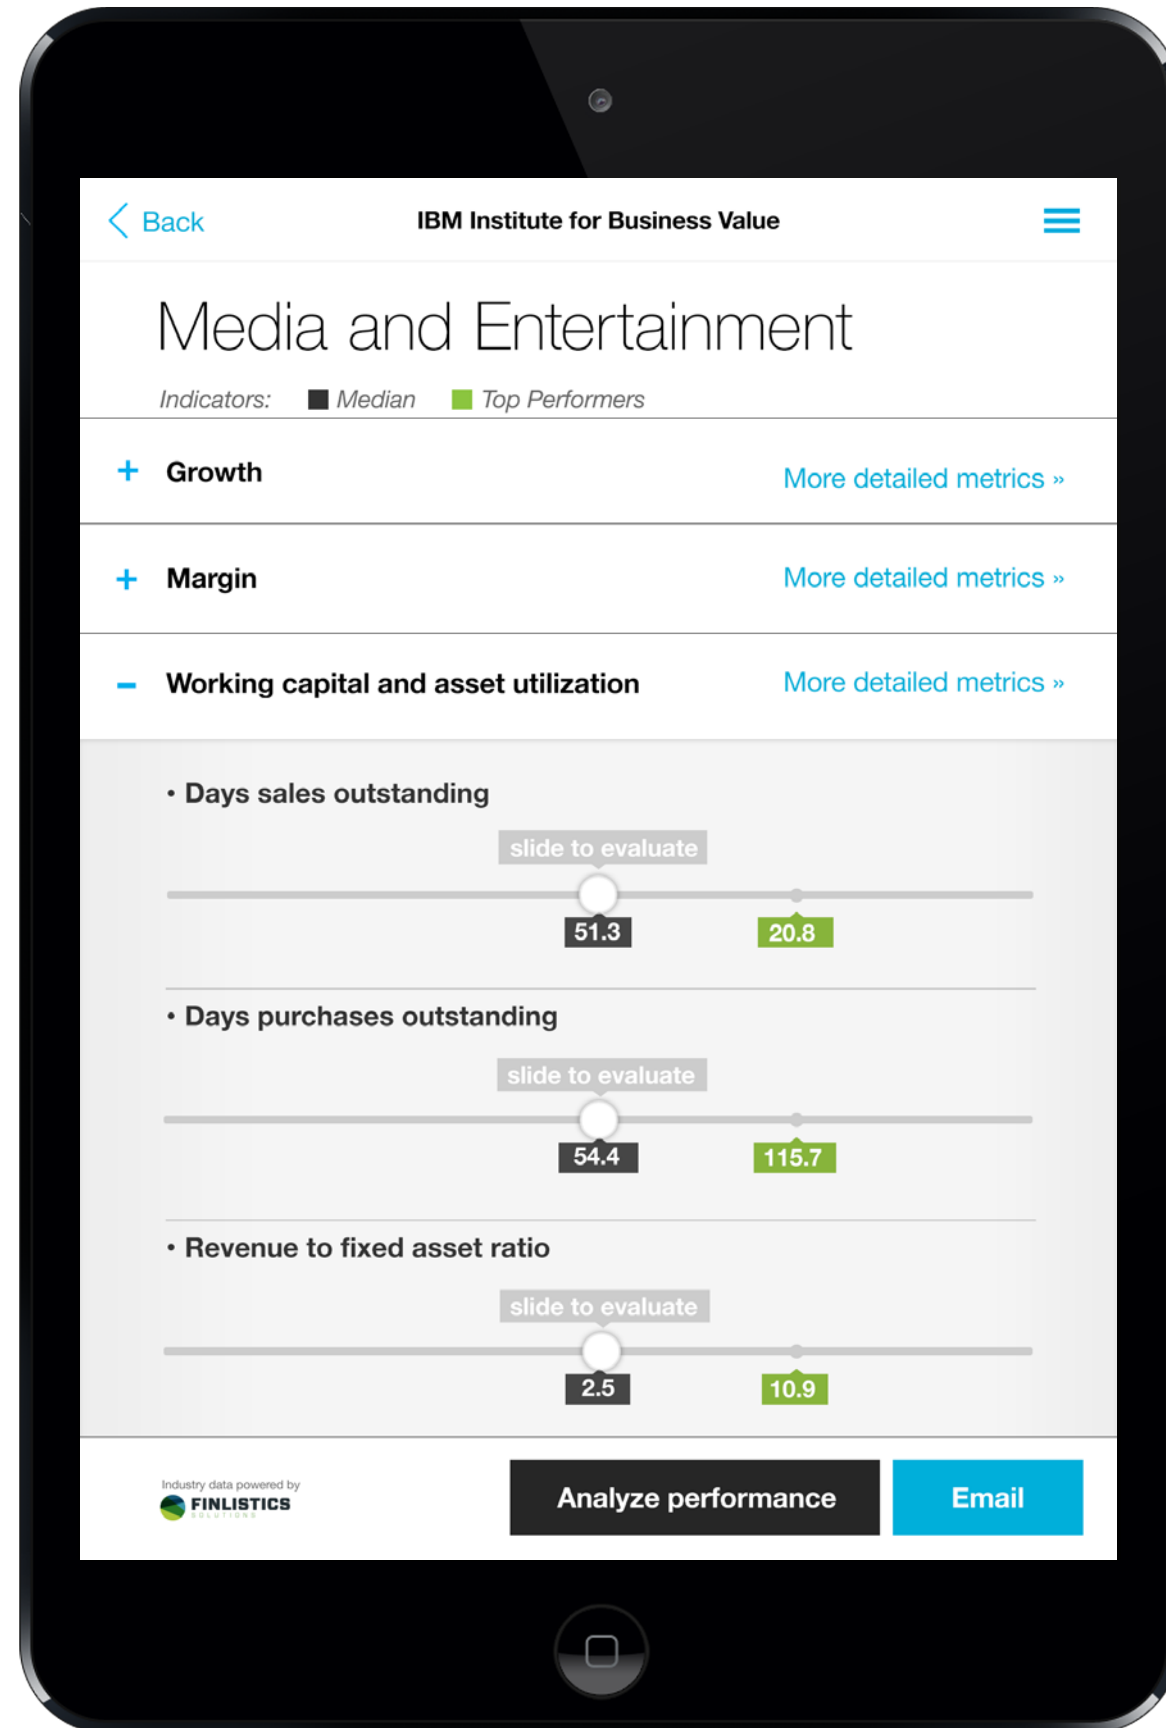 Back
IBM Institute for Business Value
Media and Entertainment
Indicators: Median Top Performers
+ Growth More detailed metrics »
+ Margin More detailed metrics »
– Working capital and asset utilization More detailed metrics »
• Days sales outstanding
slide to evaluate
51.3 20.8
• Days purchases outstanding
slide to evaluate
54.4 115.7
• Revenue to fixed asset ratio
slide to evaluate
2.5 10.9
Industry data powered by
FINLISTICS
SOLUTIONS
Analyze performance
Email